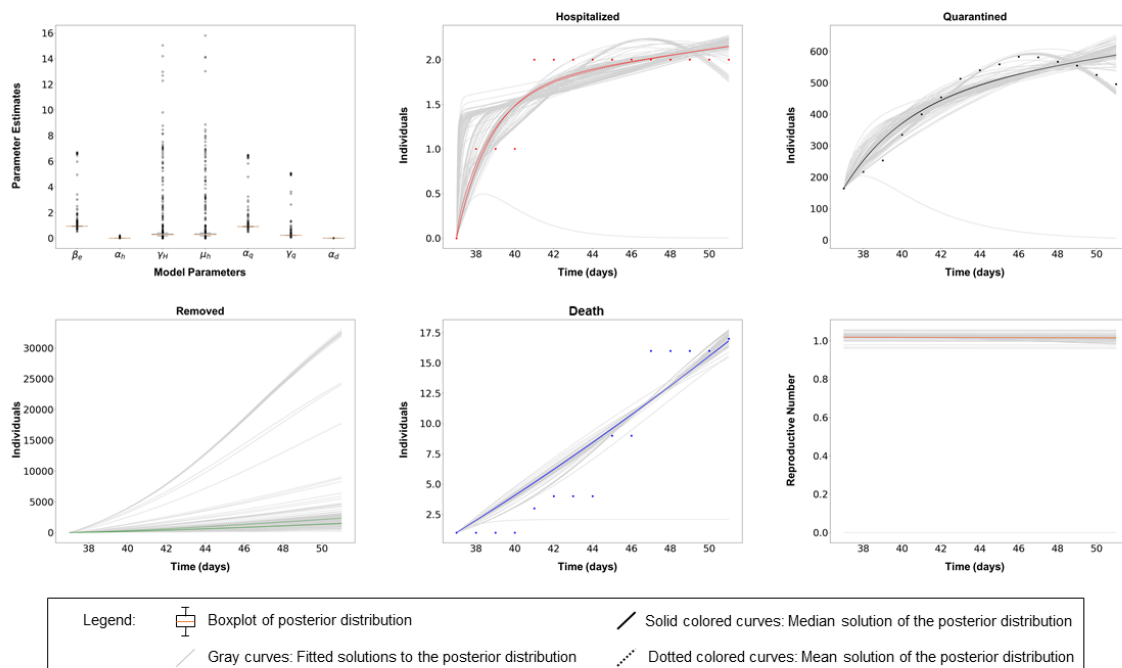 Hospitalized
Quarantined
Parameter Estimates
16
14
12
10
8
6
4
2
0
βe αh γH μh αq γq αd
Model Parameters
Individuals
2.0
1.5
1.0
0.5
0.0
38 40 42 44 46 48 50
Time (days)
Individuals
600
500
400
300
200
100
0
38 40 42 44 46 48 50
Time (days)
Removed
Death
Individuals
30000
25000
20000
15000
10000
5000
0
38 40 42 44 46 48 50
Time (days)
Individuals
17.5
15.0
12.5
10.0
7.5
5.0
2.5
38 40 42 44 46 48 50
Time (days)
Reproductive Number
1.0
0.8
0.6
0.4
0.2
0.0
38 40 42 44 46 48 50
Time (days)
Legend:
Boxplot of posterior distribution
Solid colored curves: Median solution of the posterior distribution
Gray curves: Fitted solutions to the posterior distribution
Dotted colored curves: Mean solution of the posterior distribution